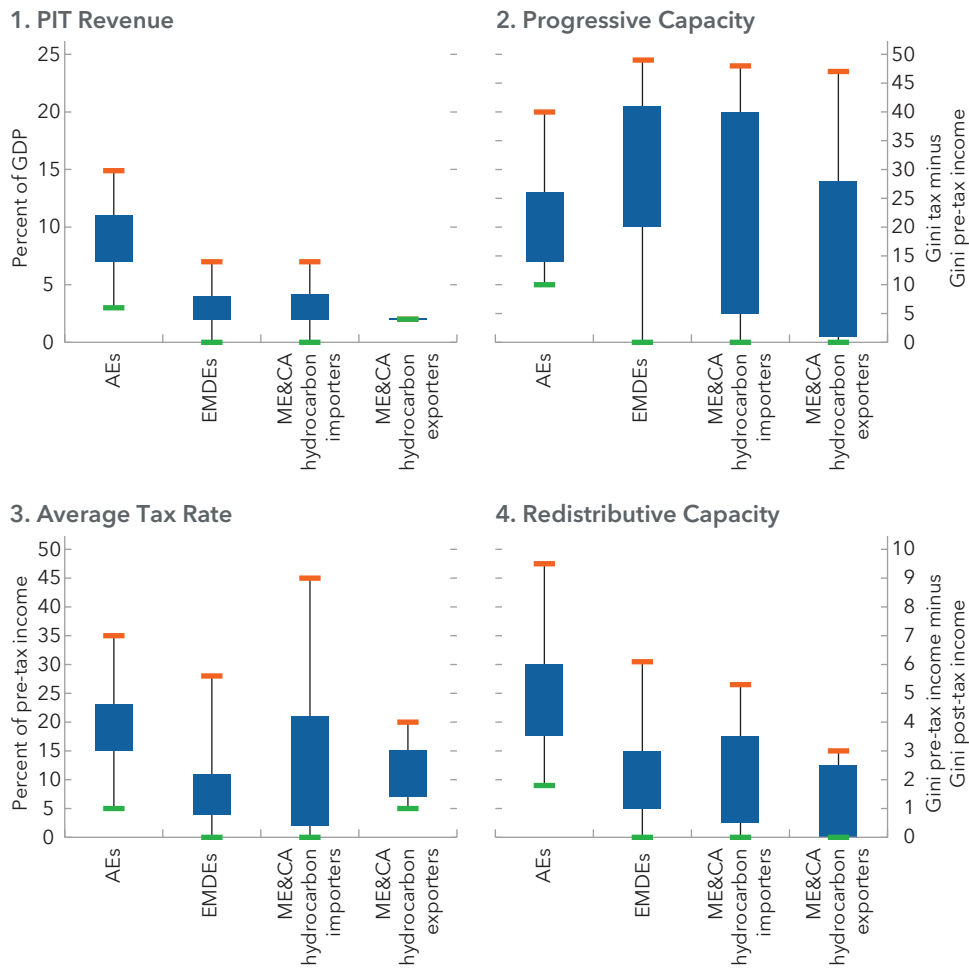 1. PIT Revenue
Percent of GDP
25
20
15
10
5
0
AEs
EMDEs
ME&CA
hydrocarbon
importers
ME&CA
hydrocarbon
exporters
2. Progressive Capacity
50
45
40
35
30
25
20
15
10
5
0
Gini tax minus
Gini pre-tax income
AEs
EMDEs
ME&CA
hydrocarbon
importers
ME&CA
hydrocarbon
exporters
3. Average Tax Rate
Percent of pre-tax income
50
45
40
35
30
25
20
15
10
5
0
AEs
EMDEs
ME&CA
hydrocarbon
importers
ME&CA
hydrocarbon
exporters
4. Redistributive Capacity
10
9
8
7
6
5
4
3
2
1
0
Gini pre-tax income minus
Gini post-tax income
AEs
EMDEs
ME&CA
hydrocarbon
importers
ME&CA
hydrocarbon
exporters